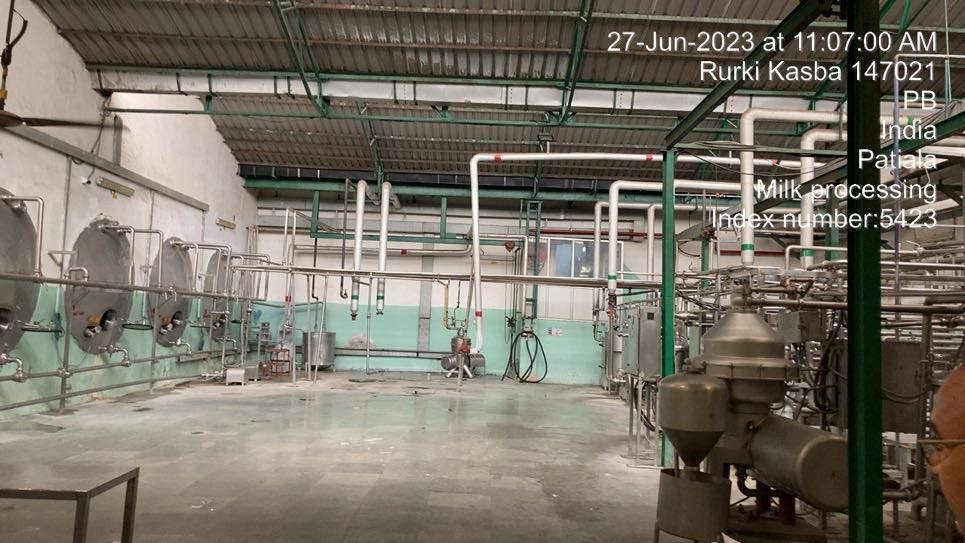 27-Jun-2023 at 11:07:00 AM
Rurki Kasba 147021
PB
India
Patiala
Milk processing
Index number:5423